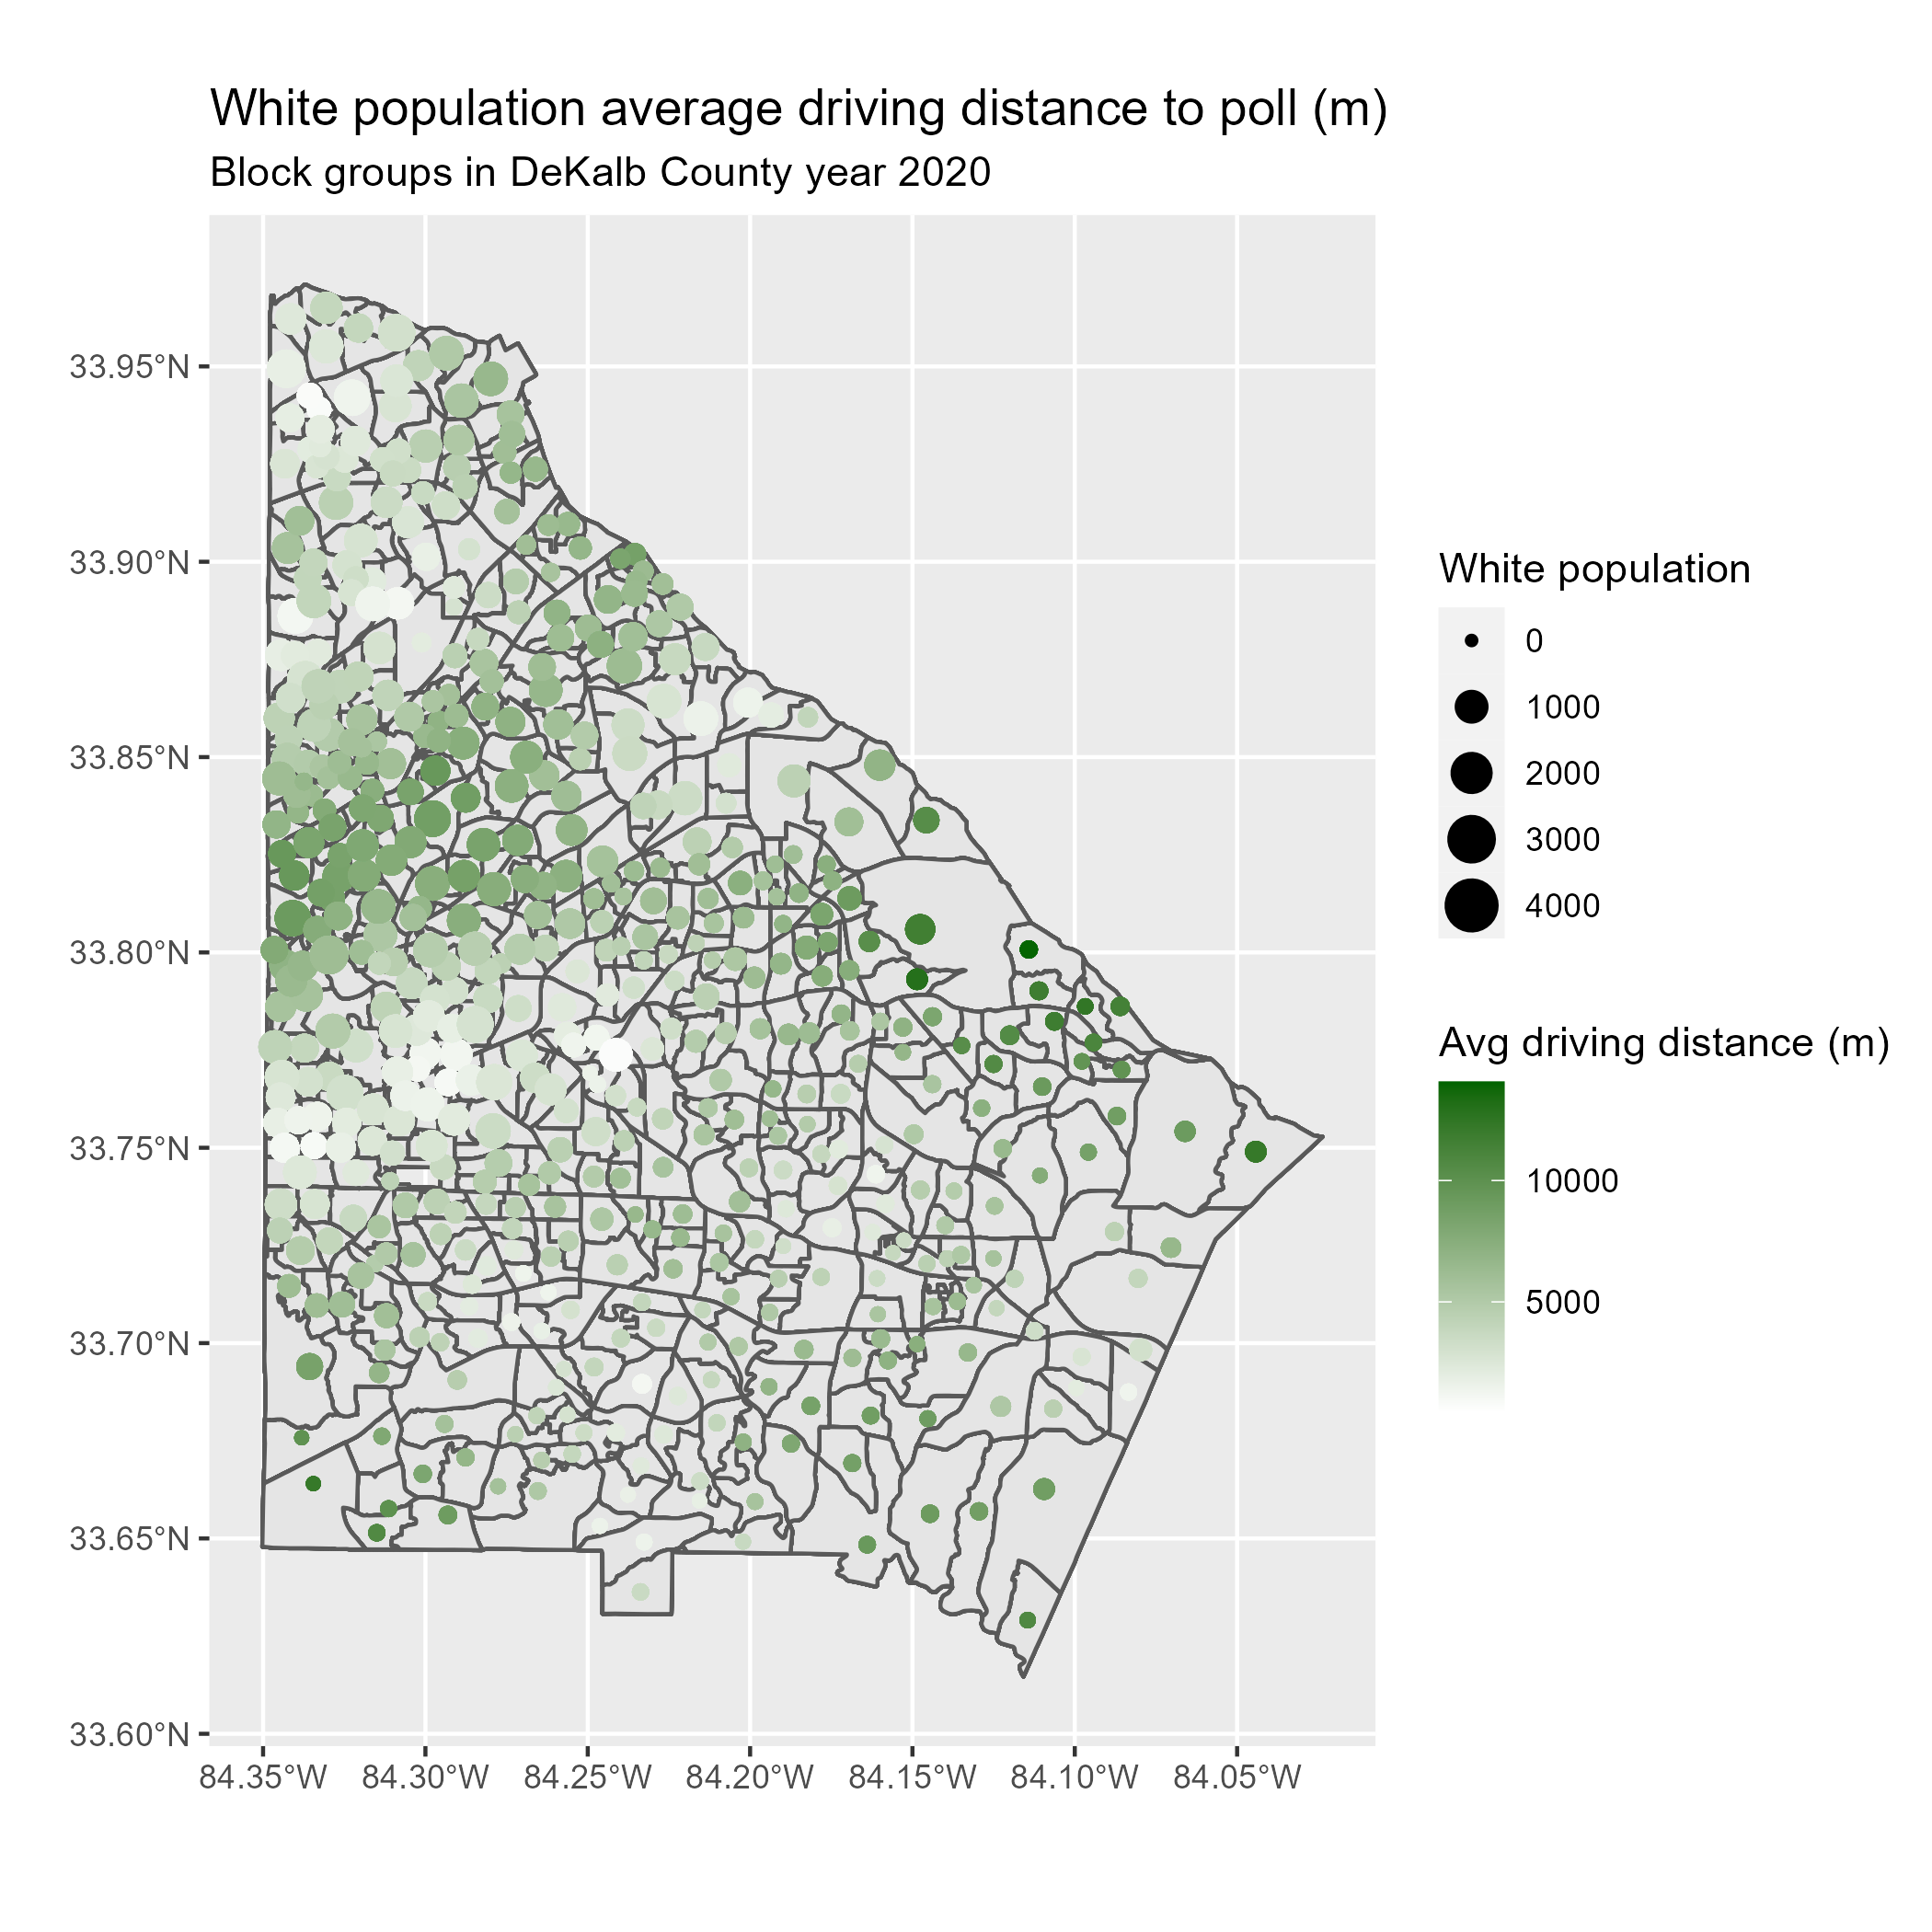 White population average driving distance to poll (m)
Block groups in DeKalb County year 2020
33.95°N
33.90°N
33.85°N
33.80°N
33.75°N
33.70°N
33.65°N
33.60°N
84.35°W 84.30°W 84.25°W 84.20°W 84.15°W 84.10°W 84.05°W
White population
0
1000
2000
3000
4000
Avg driving distance (m)
10000
5000